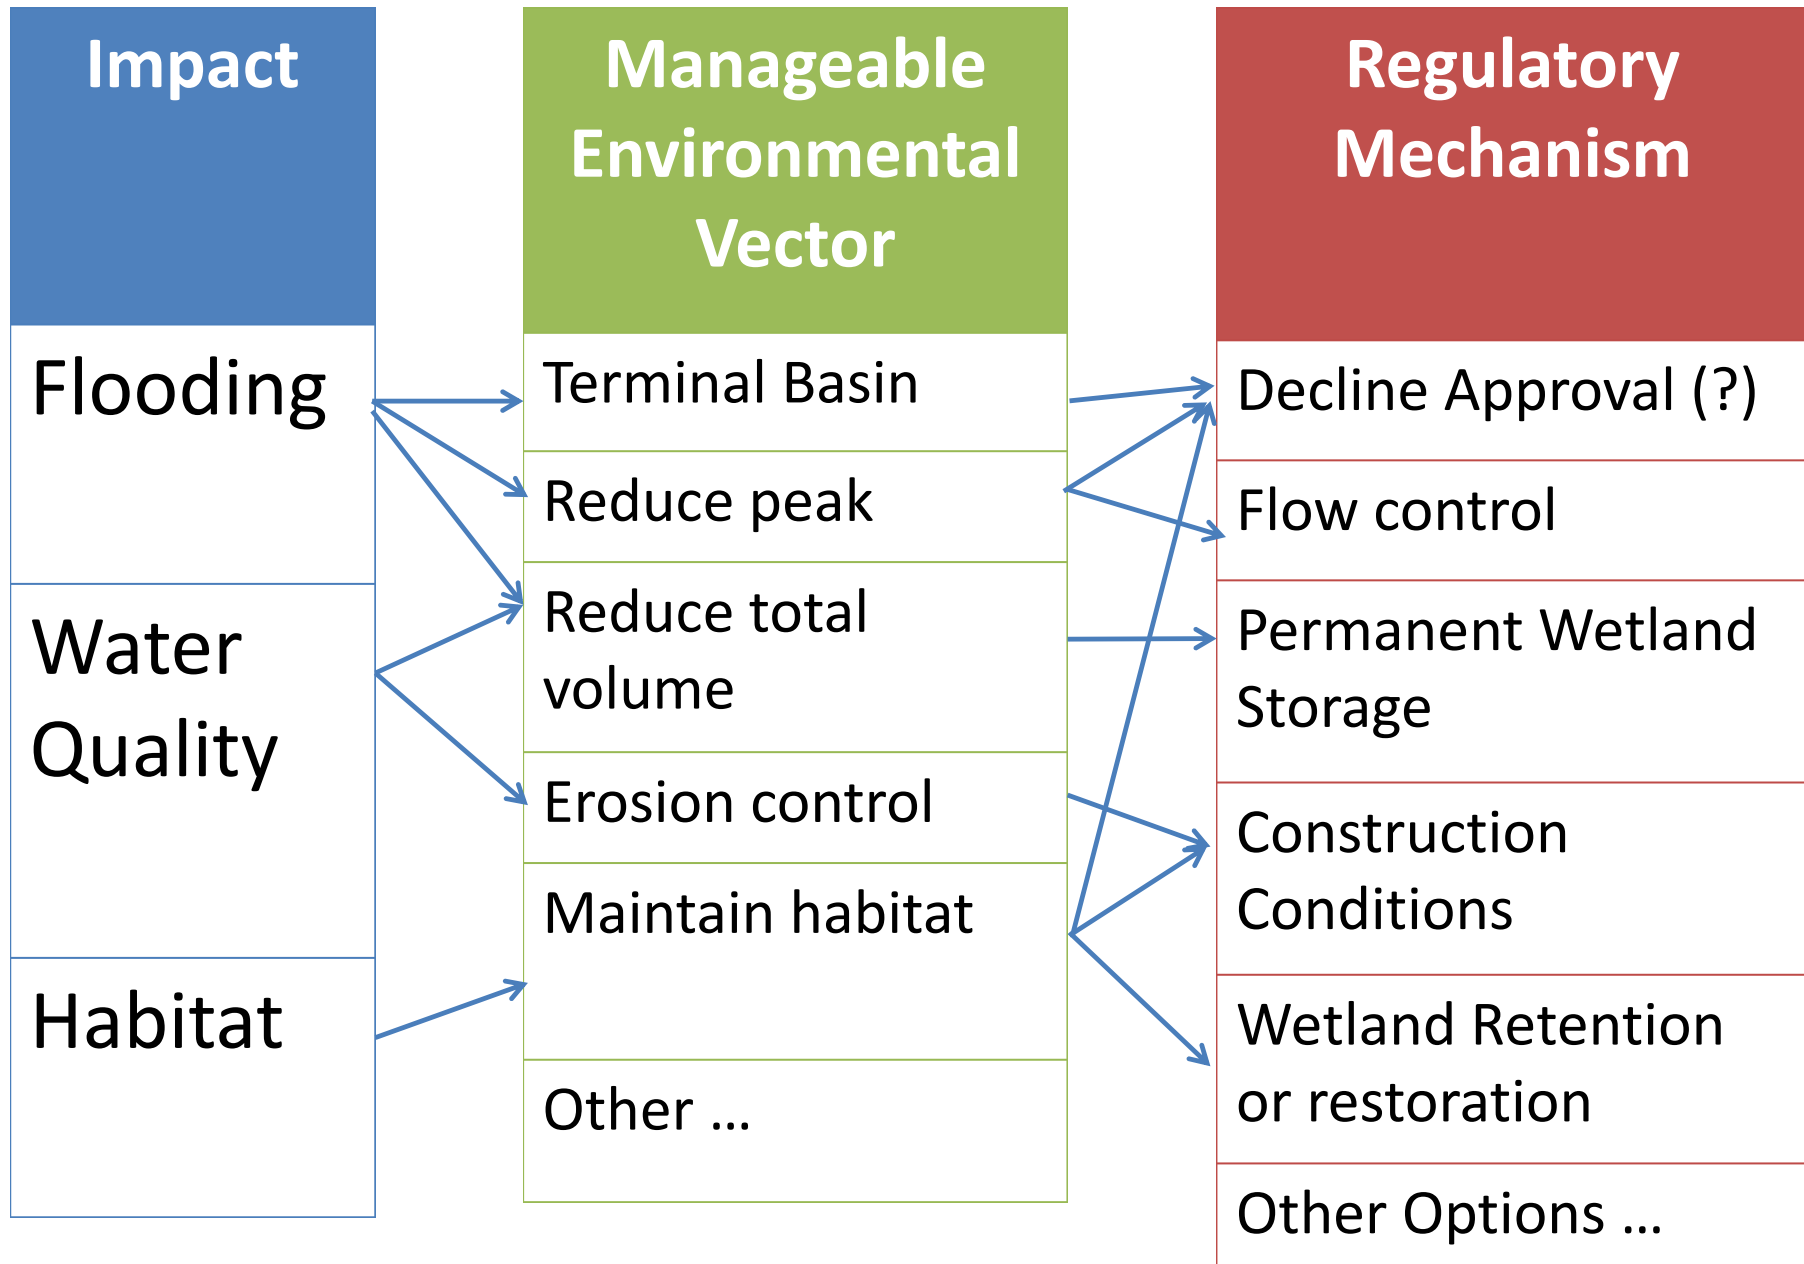 Impact
Flooding
Water
Quality
Habitat
Manageable
Environmental
Vector
Terminal Basin
Reduce peak
Reduce total
volume
Erosion control
Maintain habitat
Other ...
Regulatory
Mechanism
Decline Approval (?)
Flow control
Permanent Wetland
Storage
Construction
Conditions
Wetland Retention
or restoration
Other Options ...